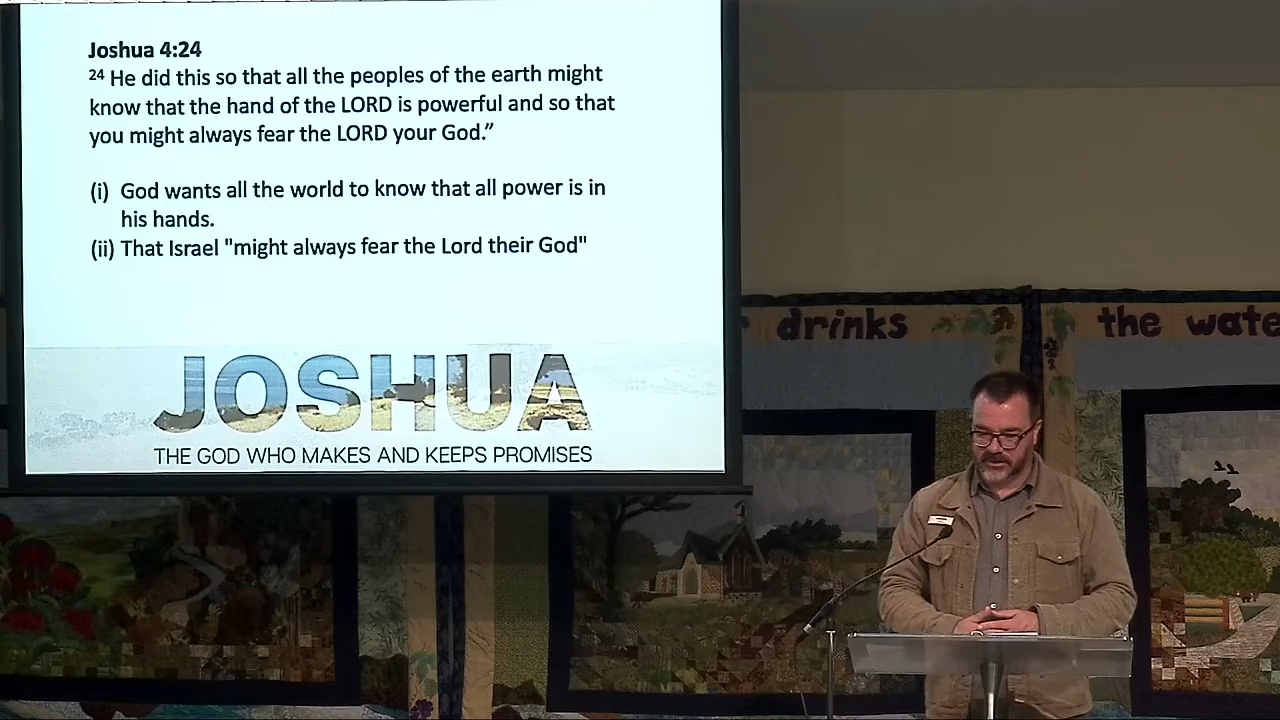 Joshua 4:24
24 He did this so that all the peoples of the earth might
know that the hand of the LORD is powerful and so that
you might always fear the LORD your God.”
(i) God wants all the world to know that all power is in
his hands.
(ii) That Israel "might always fear the Lord their God"
JOSHUA
THE GOD WHO MAKES AND KEEPS PROMISES
drinks
the